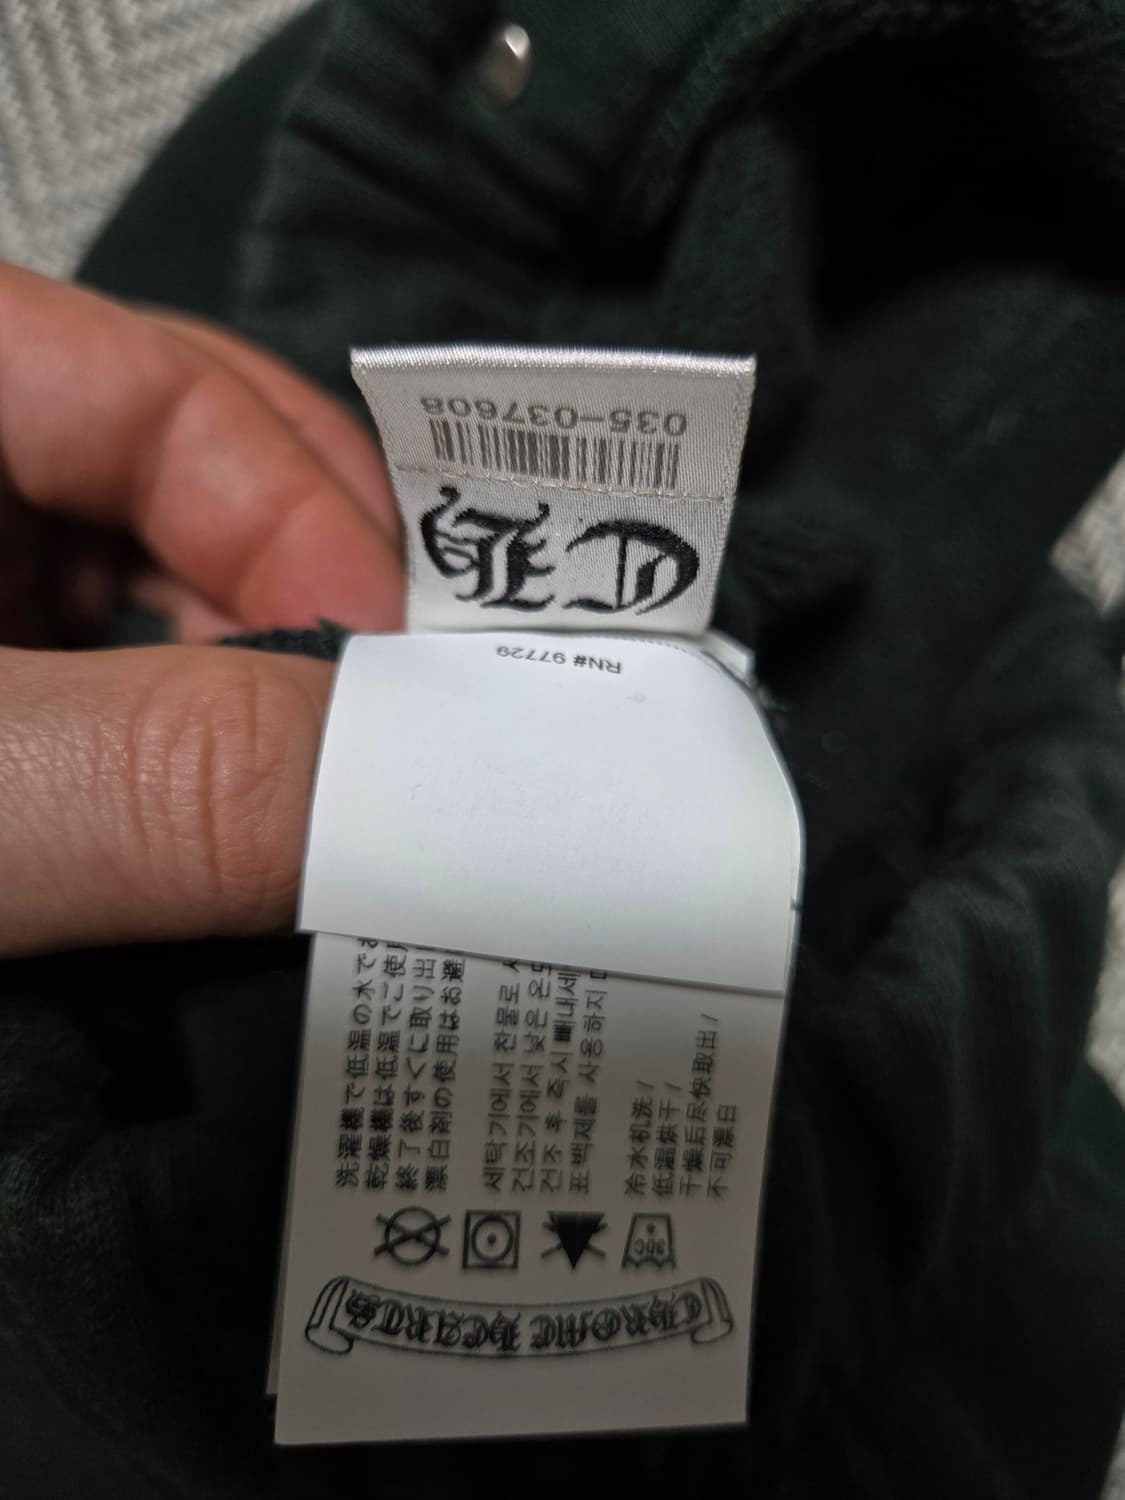 035-037608
RN# 97729
洗濯機で低温の水で
乾燥機は低温でご使用
終了後すぐに取り出
漂白剤の使用はお避
세탁기에서 찬물로
건조기에서 낮은 온도
건조 후 즉시 빼내세
표백제를 사용하지
冷水机洗 /
低温烘干 /
干燥后尽快取出 /
不可漂白
30C
CHROME HEARTS